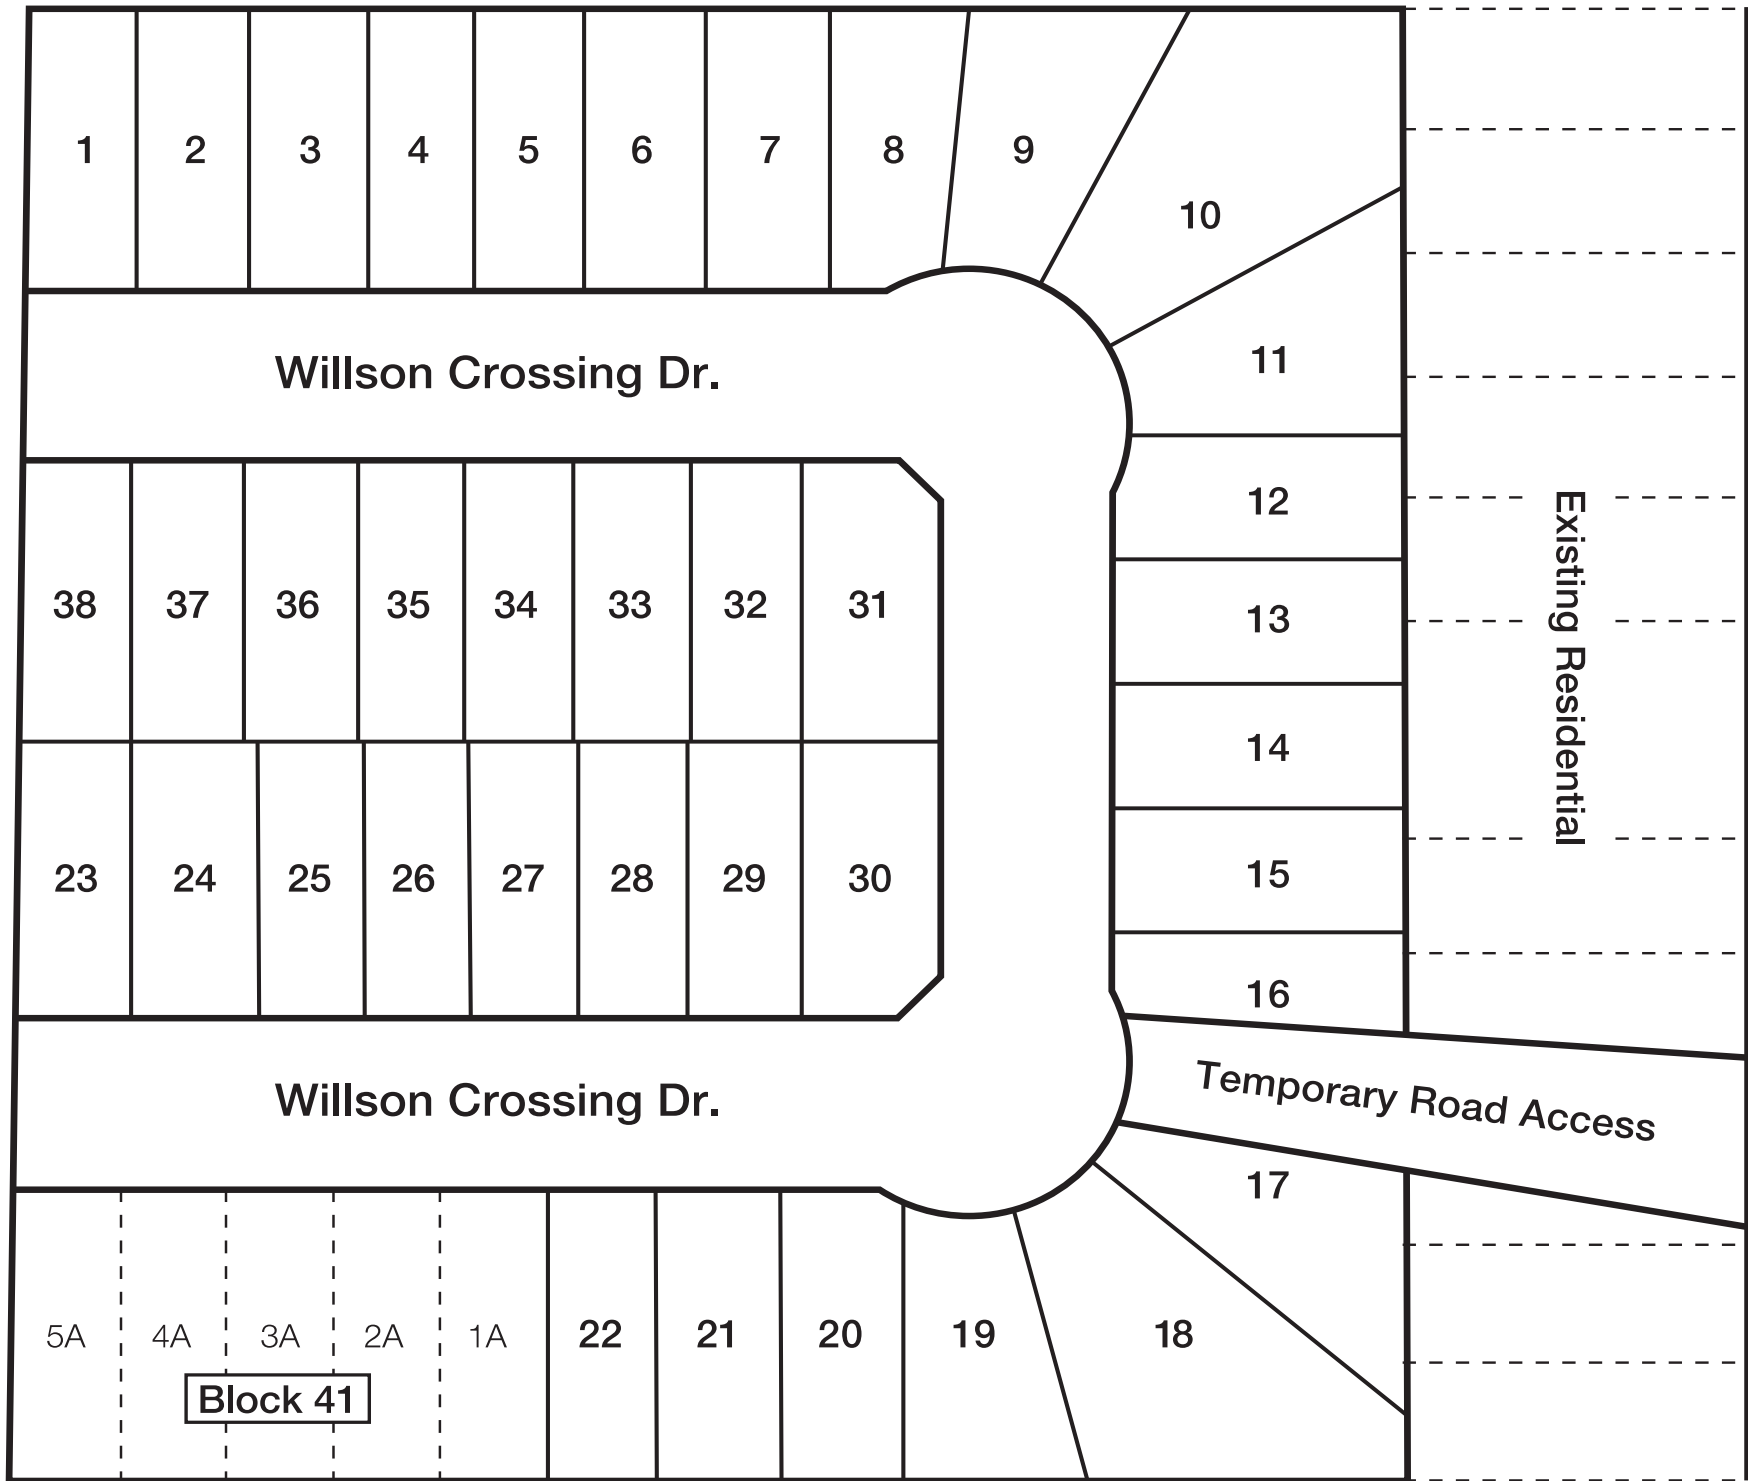 1 2 3 4 5 6 7 8 9
10
11
Willson Crossing Dr.
12
38 37 36 35 34 33 32 31
13
14
Existing Residential
23 24 25 26 27 28 29 30
15
16
Willson Crossing Dr.
Temporary Road Access
17
5A 4A 3A 2A 1A 22 21 20 19 18
Block 41